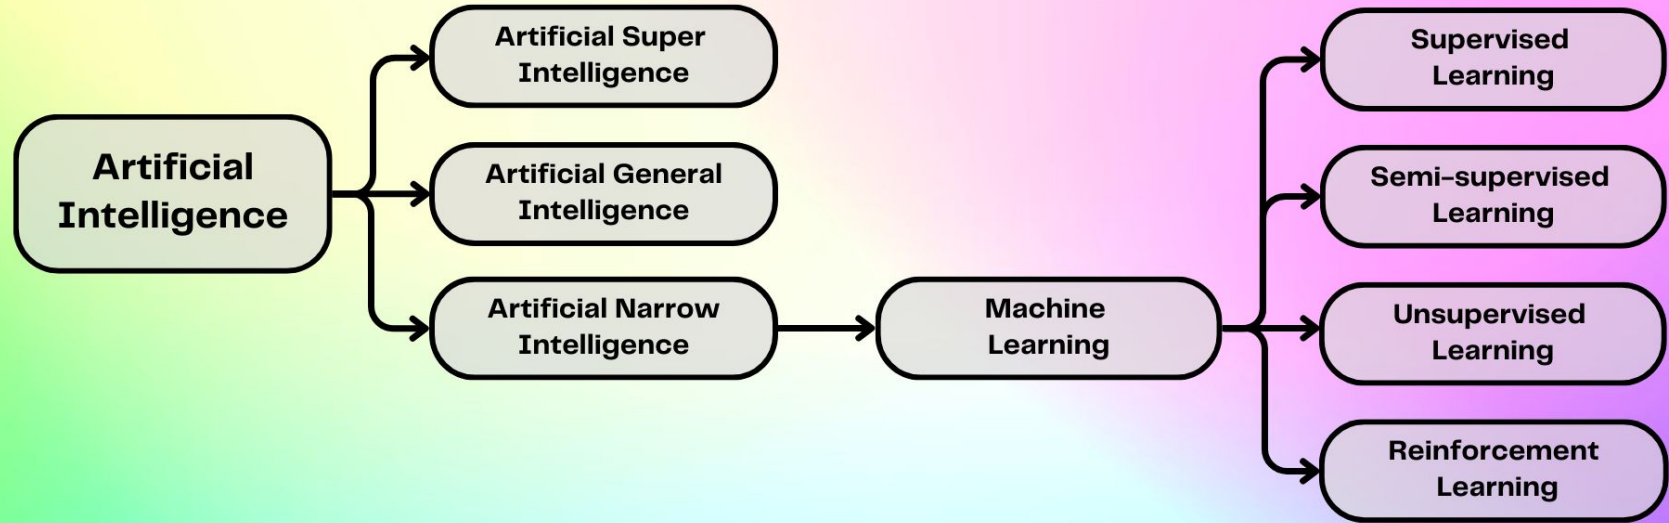 Artificial
Intelligence
Artificial Super
Intelligence
Artificial General
Intelligence
Artificial Narrow
Intelligence
Machine
Learning
Supervised
Learning
Semi-supervised
Learning
Unsupervised
Learning
Reinforcement
Learning